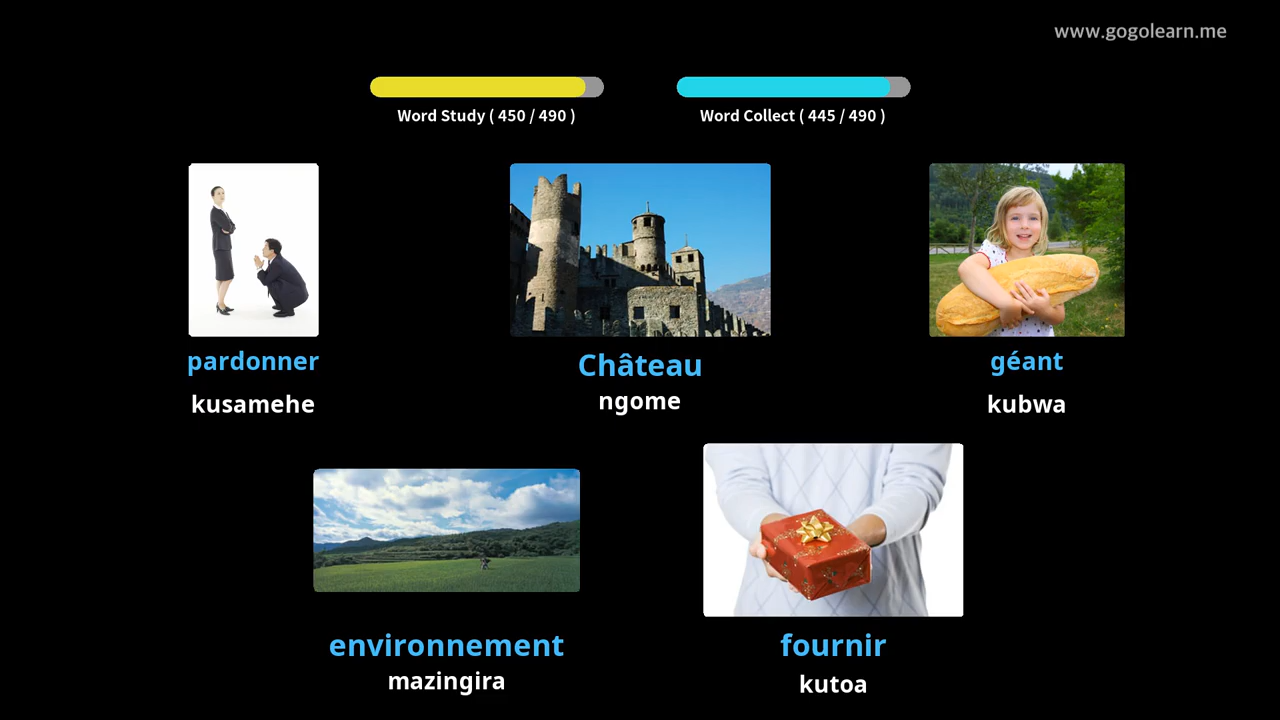 www.gogolearn.me
Word Study ( 450 / 490 )
Word Collect ( 445 / 490 )
pardonner
kusamehe
Château
ngome
géant
kubwa
environnement
mazingira
fournir
kutoa